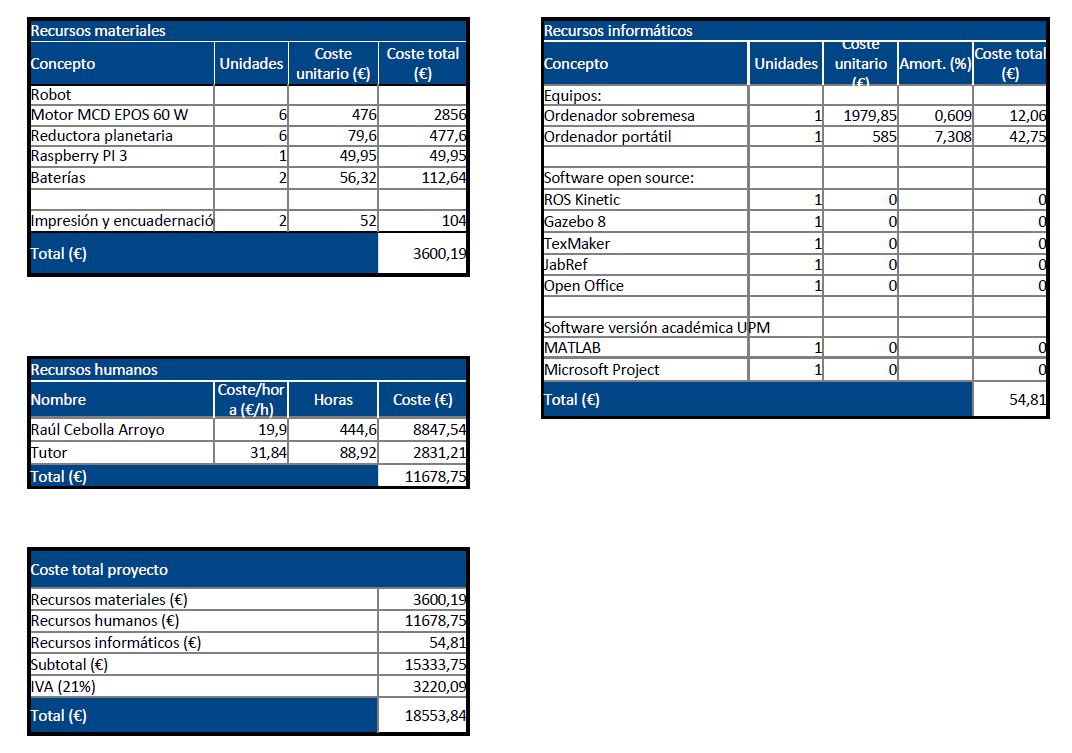 Recursos materiales
Concepto Unidades Coste unitario (€) Coste total (€)
Robot
Motor MCD EPOS 60 W 6 476 2856
Reductora planetaria 6 79,6 477,6
Raspberry PI 3 1 49,95 49,95
Baterías 2 56,32 112,64
Impresión y encuadernació 2 52 104
Total (€) 3600,19
Recursos informáticos
Concepto Unidades Coste unitario (€) Amort. (%) Coste total (€)
Equipos:
Ordenador sobremesa 1 1979,85 0,609 12,06
Ordenador portátil 1 585 7,308 42,75
Software open source:
ROS Kinetic 1 0 0
Gazebo 8 1 0 0
TexMaker 1 0 0
JabRef 1 0 0
Open Office 1 0 0
Software versión académica UPM
MATLAB 1 0 0
Microsoft Project 1 0 0
Total (€) 54,81
Recursos humanos
Nombre Coste/hor a (€/h) Horas Coste (€)
Raúl Cebolla Arroyo 19,9 444,6 8847,54
Tutor 31,84 88,92 2831,21
Total (€) 11678,75
Coste total proyecto
Recursos materiales (€) 3600,19
Recursos humanos (€) 11678,75
Recursos informáticos (€) 54,81
Subtotal (€) 15333,75
IVA (21%) 3220,09
Total (€) 18553,84